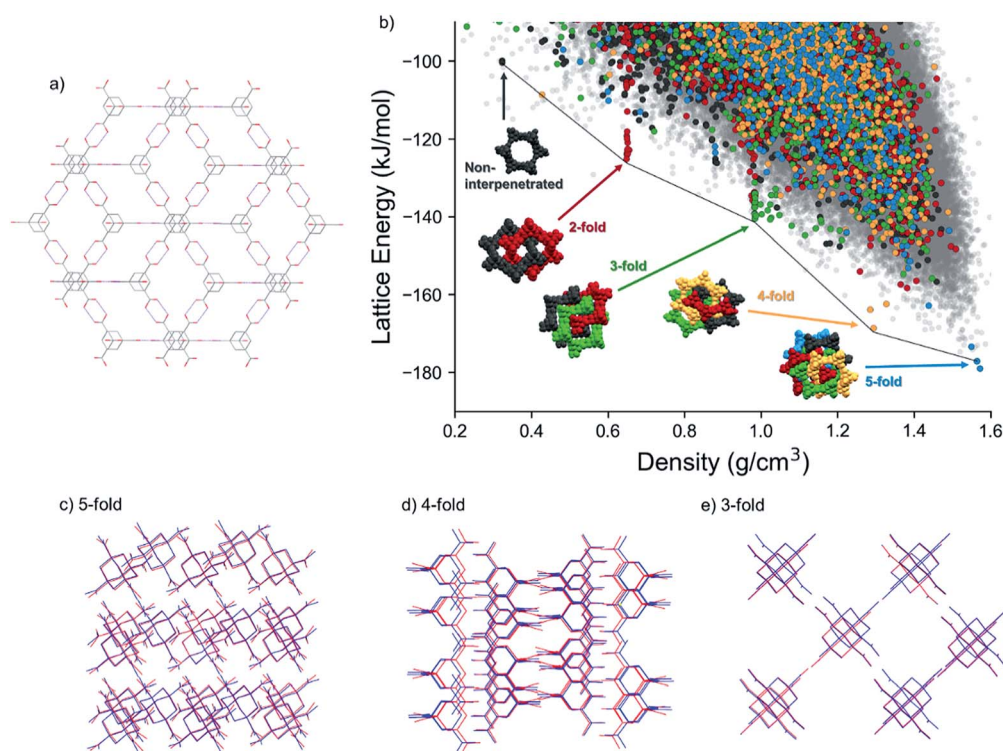 a)
b)
Lattice Energy (kJ/mol)
−100
−120
−140
−160
−180
Non-
interpenetrated
2-fold
3-fold
4-fold
5-fold
0.2 0.4 0.6 0.8 1.0 1.2 1.4 1.6
Density (g/cm³)
c) 5-fold
d) 4-fold
e) 3-fold